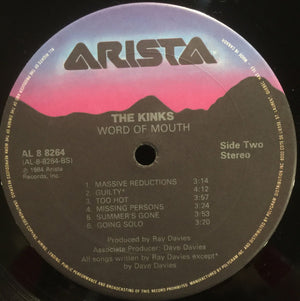 ARISTA
THE KINKS
WORD OF MOUTH
AL 8 8264
(AL-8-8264-BS)
℗ 1984 Arista
Records, Inc.
Side Two
Stereo
1. MASSIVE REDUCTIONS 3:14
2. GUILTY* 4:12
3. TOO HOT 3:57
4. MISSING PERSONS 3:24
5. SUMMER'S GONE 3:53
6. GOING SOLO 3:20
Produced by Ray Davies
Associate Producer: Dave Davies
All songs written by Ray Davies except*
by Dave Davies